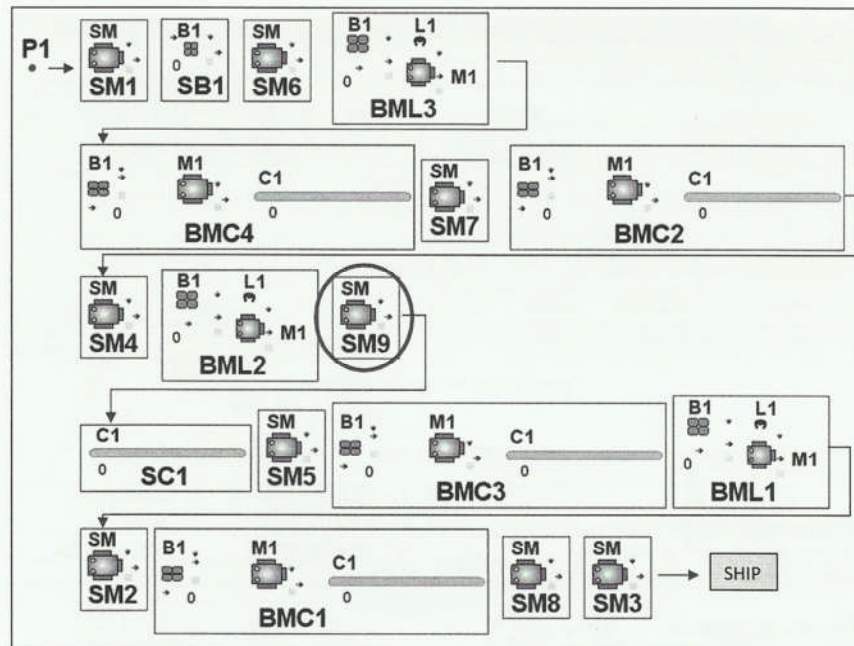 P1
SM
SM1
B1
0
SB1
SM
SM6
B1
L1
0
M1
BML3
B1
M1
C1
0
0
BMC4
SM
SM7
B1
M1
C1
0
0
BMC2
SM
SM4
B1
L1
0
M1
BML2
SM
SM9
C1
0
SC1
SM
SM5
B1
M1
C1
0
0
BMC3
B1
L1
0
M1
BML1
SM
SM2
B1
M1
C1
0
0
BMC1
SM
SM8
SM
SM3
SHIP